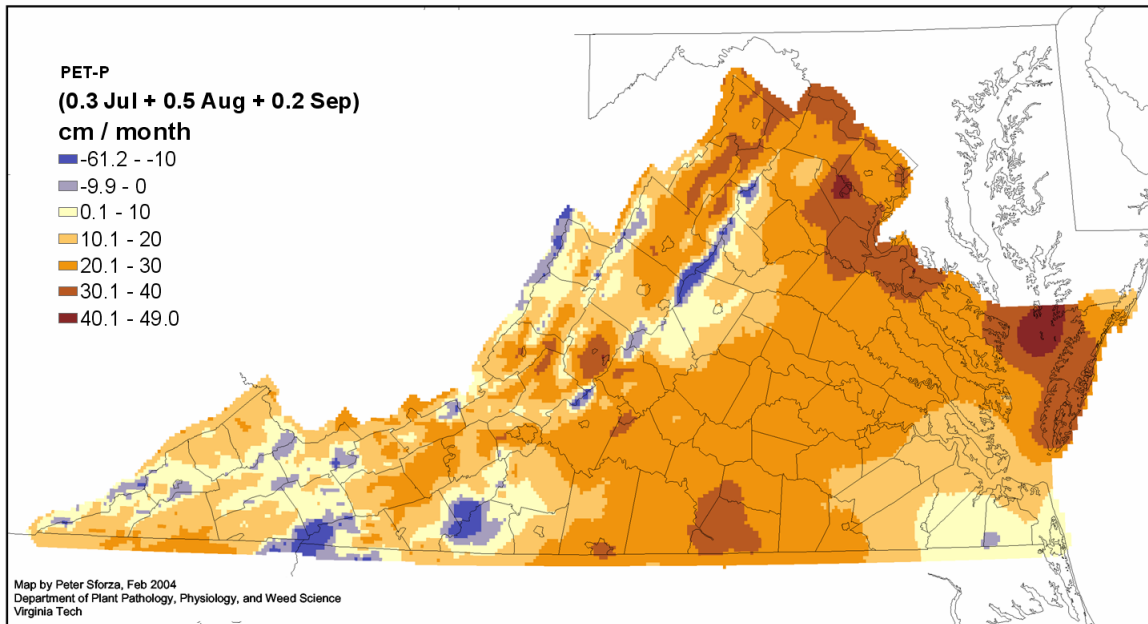 PET-P
(0.3 Jul + 0.5 Aug + 0.2 Sep)
cm / month
-61.2 - -10
-9.9 - 0
0.1 - 10
10.1 - 20
20.1 - 30
30.1 - 40
40.1 - 49.0
Map by Peter Sforza, Feb 2004
Department of Plant Pathology, Physiology, and Weed Science
Virginia Tech